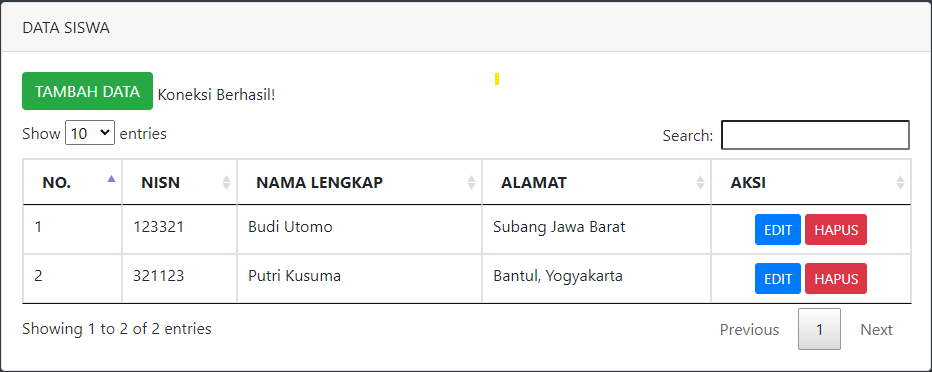 DATA SISWA
TAMBAH DATA Koneksi Berhasil!
Show 10 entries Search:
NO. NISN NAMA LENGKAP ALAMAT AKSI
1 123321 Budi Utomo Subang Jawa Barat EDIT HAPUS
2 321123 Putri Kusuma Bantul, Yogyakarta EDIT HAPUS
Showing 1 to 2 of 2 entries Previous 1 Next